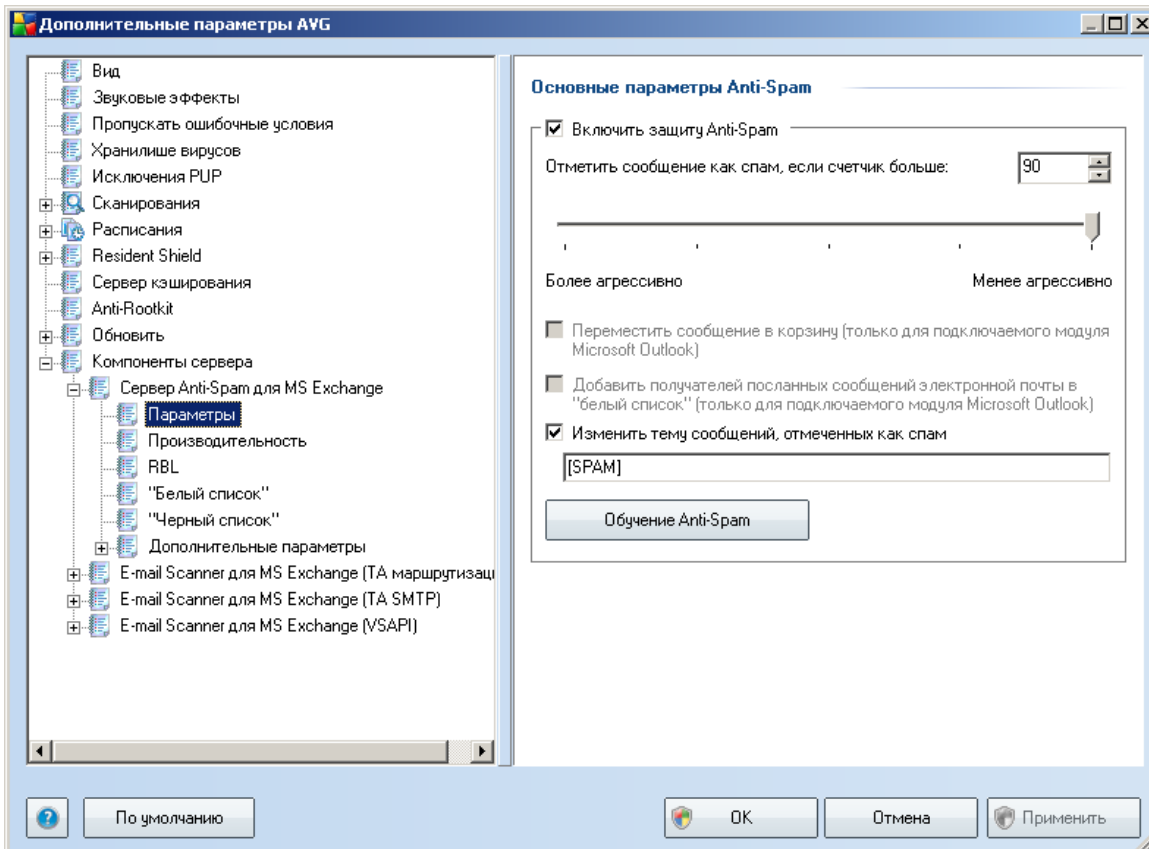 Дополнительные параметры AVG
Вид
Звуковые эффекты
Пропускать ошибочные условия
Хранилише вирусов
Исключения PUP
Сканирования
Расписания
Resident Shield
Сервер кэширования
Anti-Rootkit
Обновить
Компоненты сервера
Сервер Anti-Spam для MS Exchange
Параметры
Производительность
RBL
"Белый список"
"Черный список"
Дополнительные параметры
E-mail Scanner для MS Exchange (TA маршрутизаци
E-mail Scanner для MS Exchange (TA SMTP)
E-mail Scanner для MS Exchange (VSAPI)
Основные параметры Anti-Spam
Включить защиту Anti-Spam
Отметить сообщение как спам, если счетчик больше:
90
Более агрессивно
Менее агрессивно
Переместить сообщение в корзину (только для подключаемого модуля
Microsoft Outlook)
Добавить получателей посланных сообщений электронной почты в
"белый список" (только для подключаемого модуля Microsoft Outlook)
Изменить тему сообщений, отмеченных как спам
[SPAM]
Обучение Anti-Spam
По умолчанию
OK
Отмена
Применить